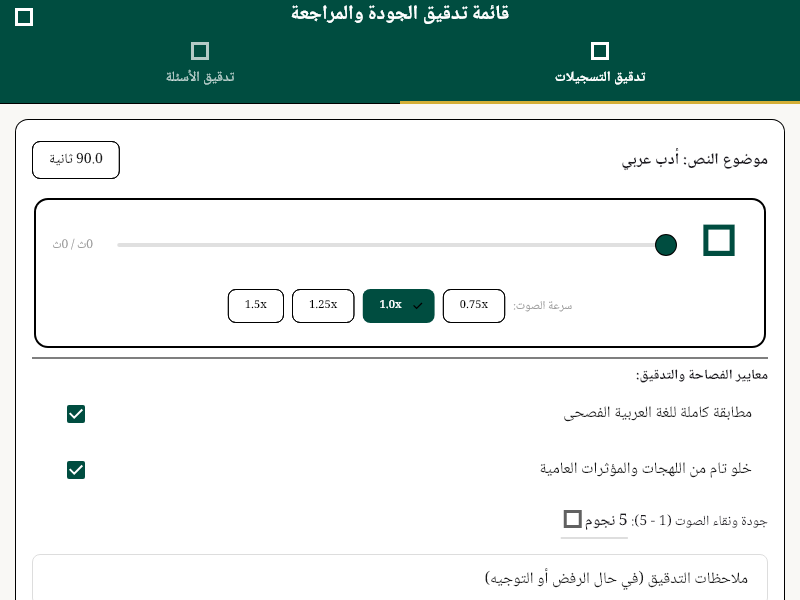 قائمة تدقيق الجودة والمراجعة
تدقيق التسجيلات
تدقيق الأسئلة
موضوع النص: أدب عربي
90.0 ثانية
0ث / 0ث
سرعة الصوت:
0.75x
1.0x
1.25x
1.5x
معايير الفصاحة والتدقيق:
مطابقة كاملة للغة العربية الفصحى
خلو تام من اللهجات والمؤثرات العامية
جودة ونقاء الصوت (1 - 5): 5 نجوم
ملاحظات التدقيق (في حال الرفض أو التوجيه)